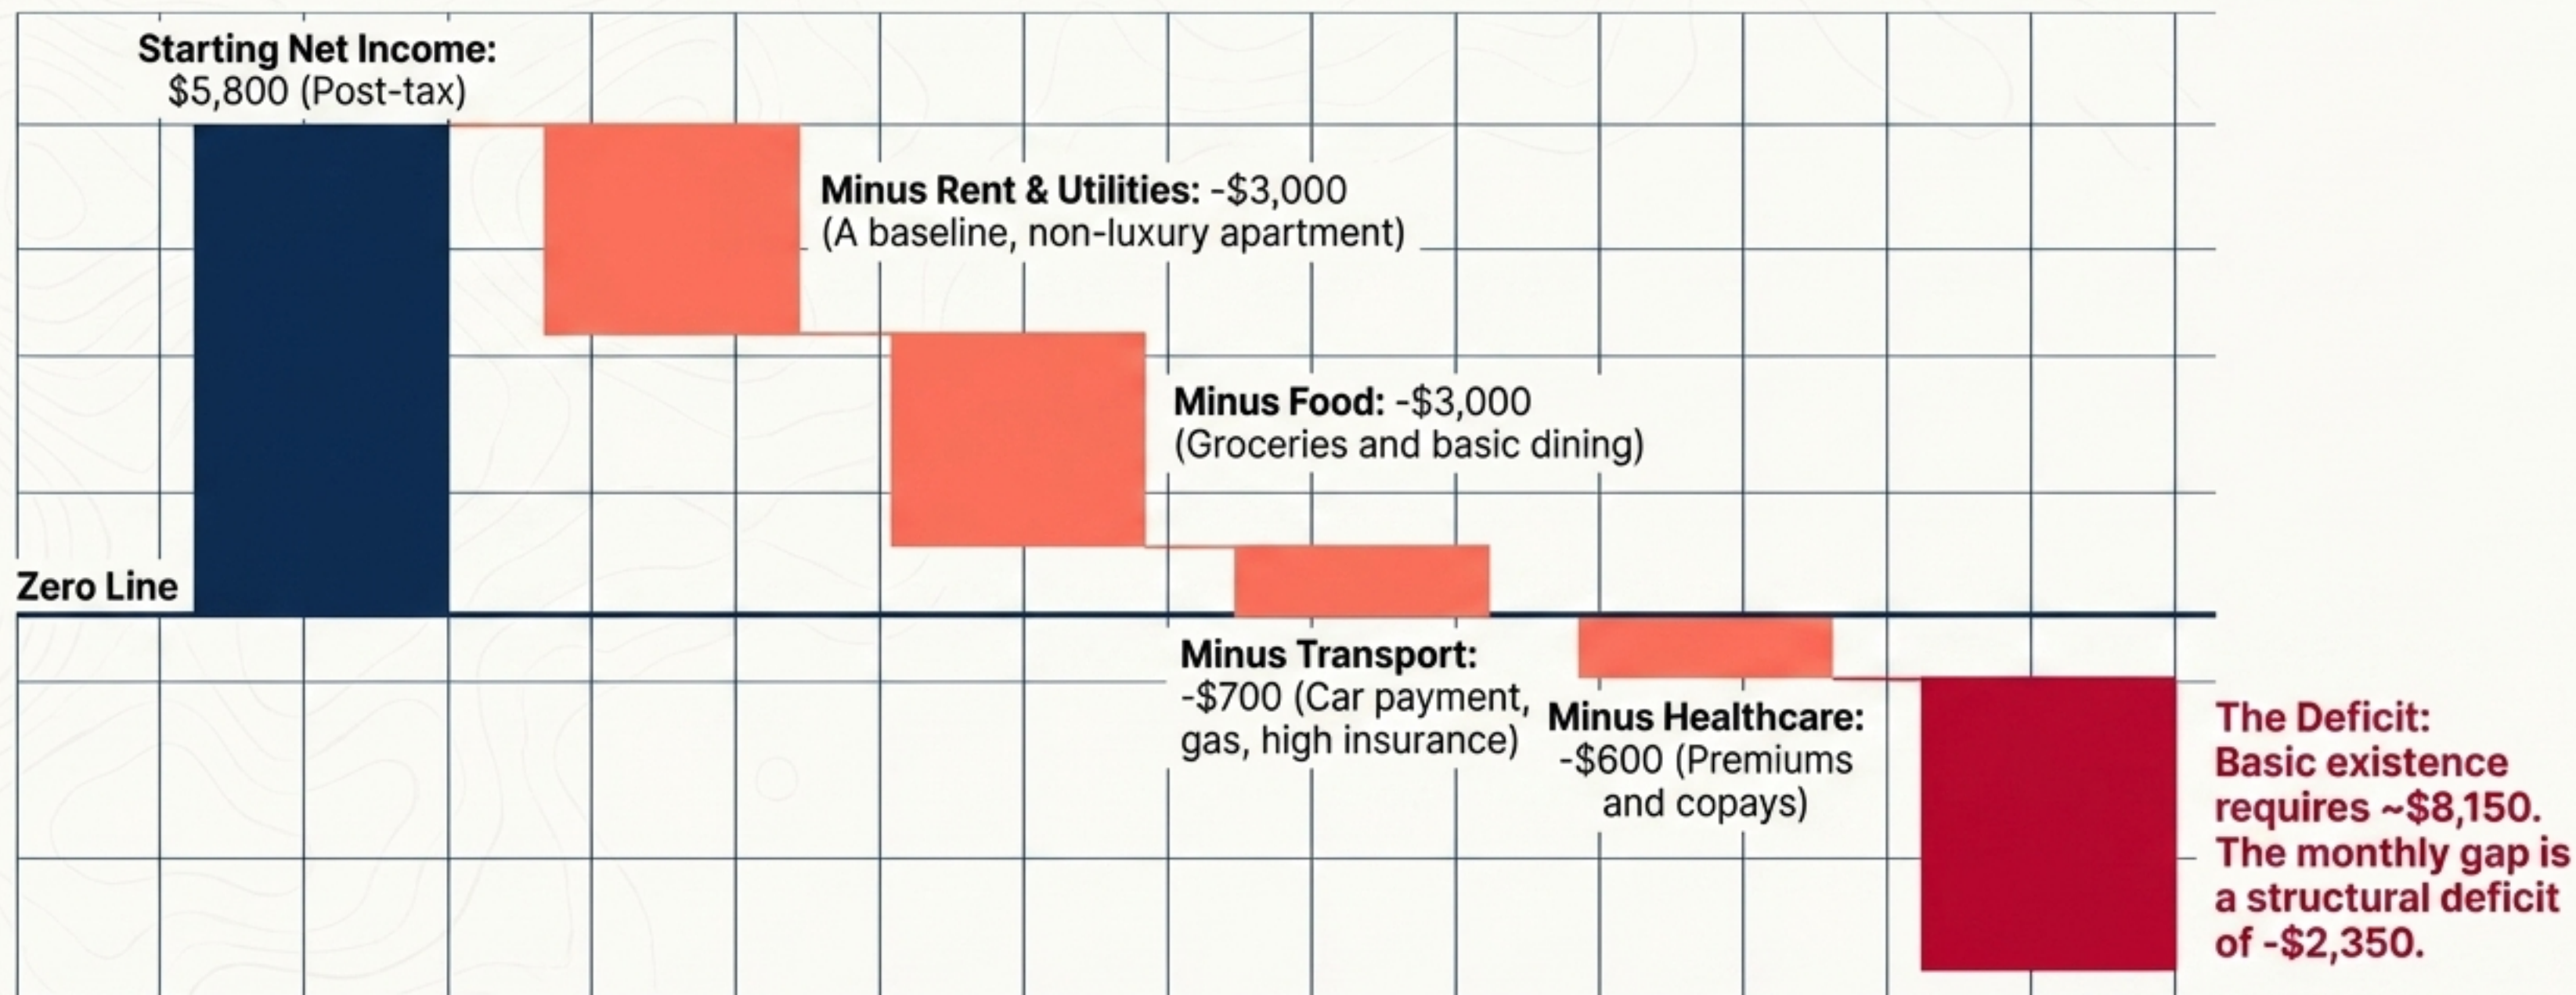 Starting Net Income:
$5,800 (Post-tax)
Minus Rent & Utilities: -$3,000
(A baseline, non-luxury apartment)
Minus Food: -$3,000
(Groceries and basic dining)
Zero Line
Minus Transport:
-$700 (Car payment,
gas, high insurance)
Minus Healthcare:
-$600 (Premiums
and copays)
The Deficit:
Basic existence
requires ~$8,150.
The monthly gap is
a structural deficit
of -$2,350.